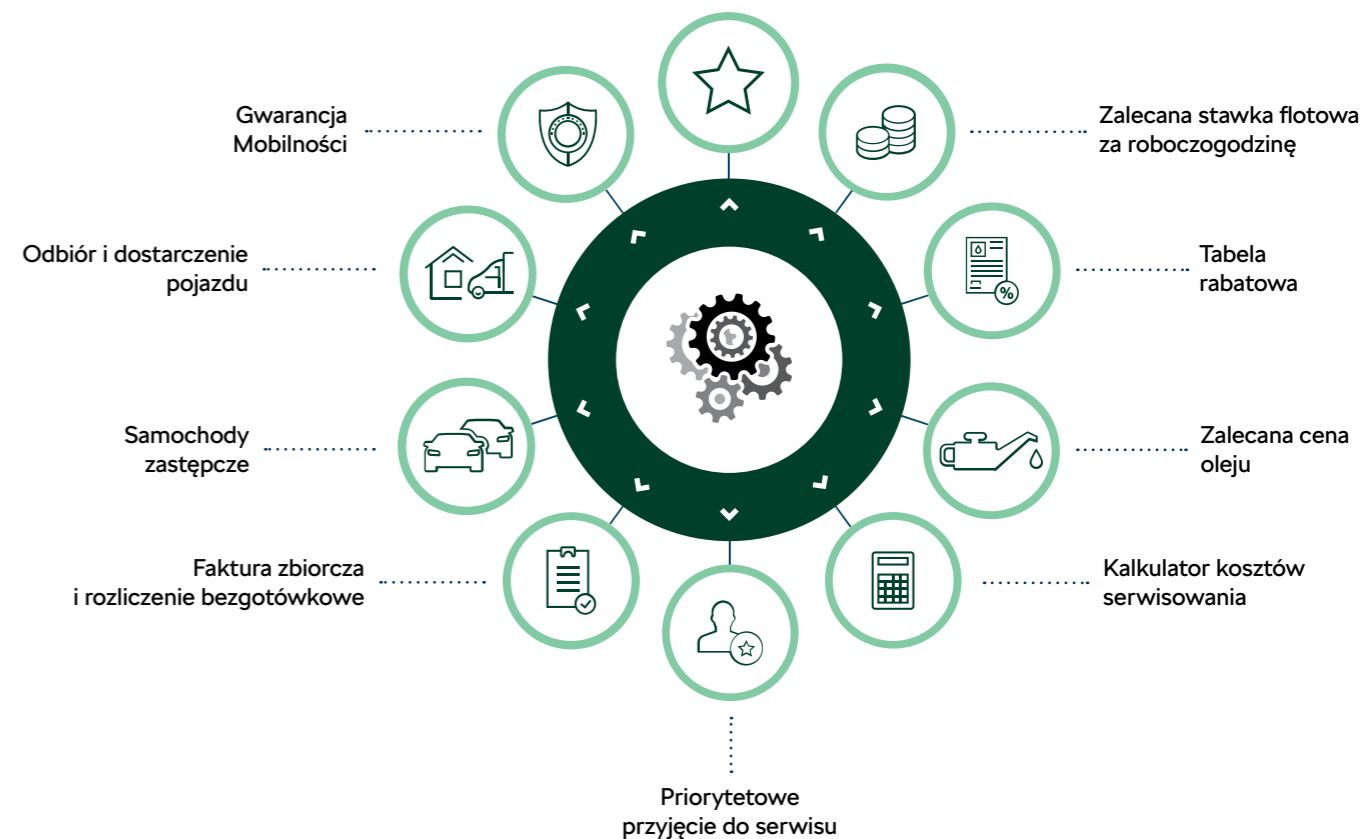 Gwarancja
Mobilności
Zalecana stawka flotowa
za roboczogodzinę
Odbiór i dostarczenie
pojazdu
Tabela
rabatowa
%
Samochody
zastępcze
Zalecana cena
oleju
Faktura zbiorcza
i rozliczenie bezgotówkowe
Kalkulator kosztów
serwisowania
Priorytetowe
przyjęcie do serwisu